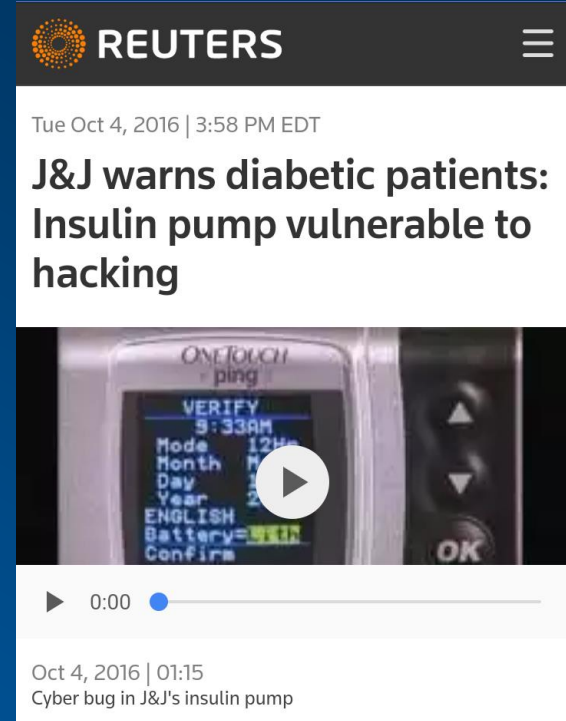 REUTERS
Tue Oct 4, 2016 | 3:58 PM EDT
J&J warns diabetic patients:
Insulin pump vulnerable to
hacking
ONETOUCH
ping
VERIFY
9:33AM
Mode
Month
Day
Year
ENGLISH
Battery=Lith
Confirm
OK
0:00
Oct 4, 2016 | 01:15
Cyber bug in J&J's insulin pump